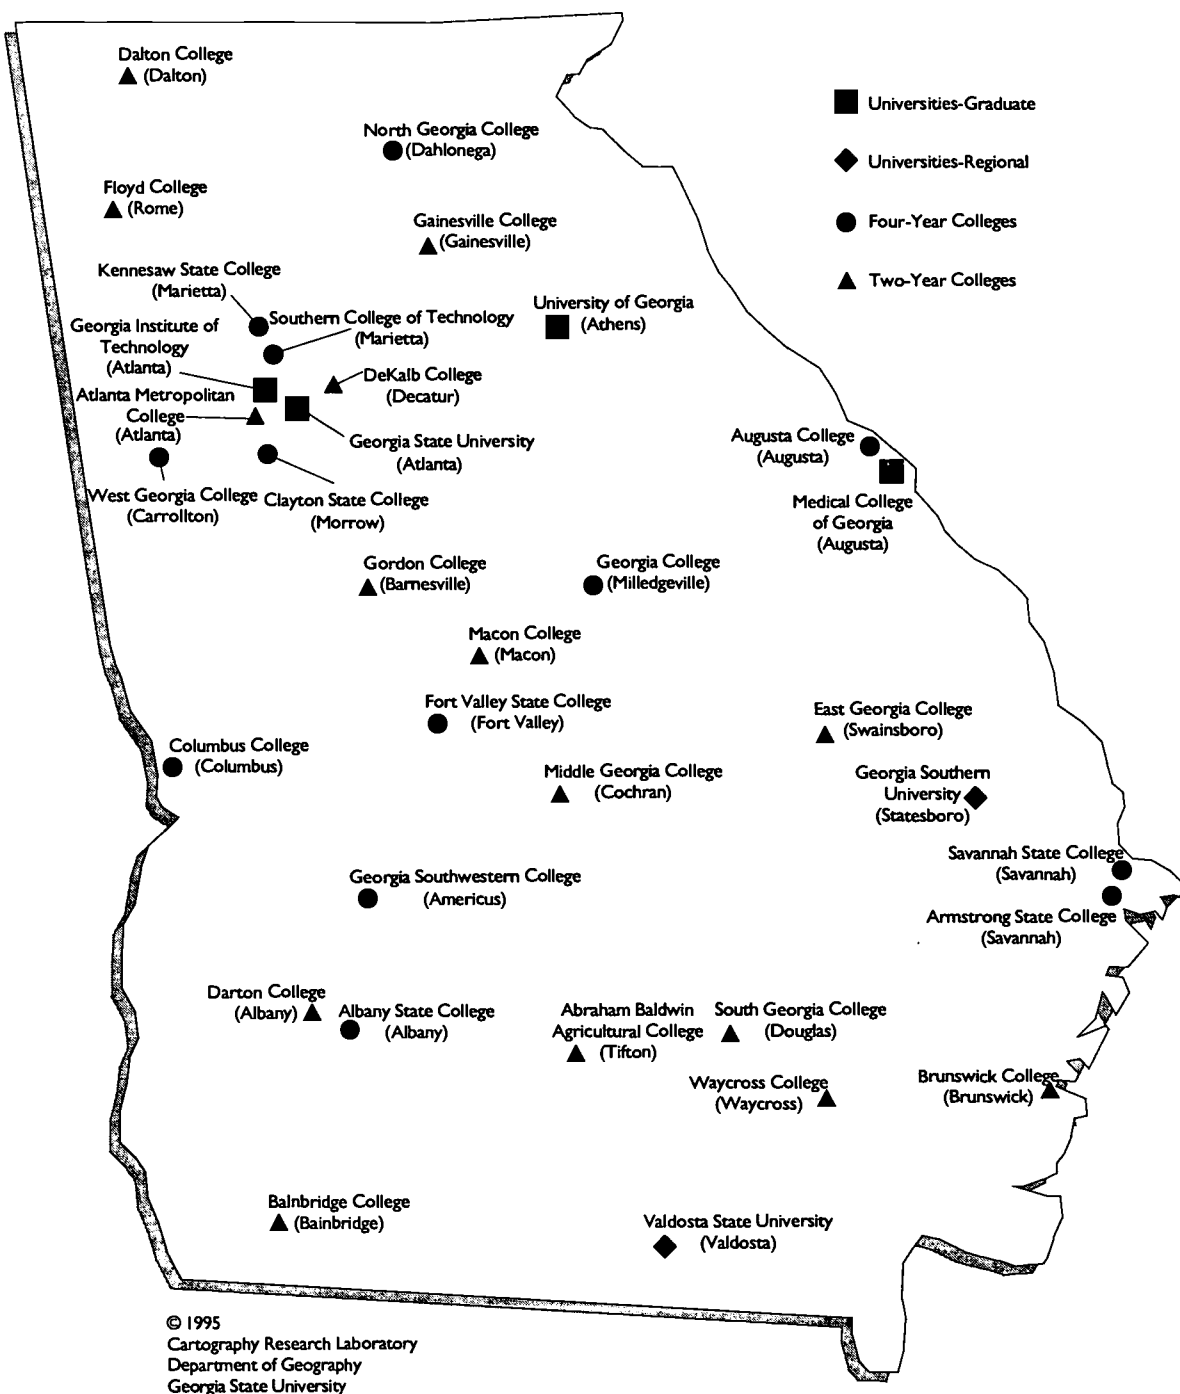 Dalton College
(Dalton)
Universities-Graduate
North Georgia College
(Dahlonega)
Universities-Regional
Floyd College
(Rome)
Gainesville College
(Gainesville)
Four-Year Colleges
Kennesaw State College
(Marietta)
Two-Year Colleges
University of Georgia
(Athens)
Southern College of Technology
(Marietta)
Georgia Institute of
Technology
(Atlanta)
DeKalb College
(Decatur)
Atlanta Metropolitan
College
(Atlanta)
Georgia State University
(Atlanta)
Augusta College
(Augusta)
West Georgia College
(Carrollton)
Clayton State College
(Morrow)
Medical College
of Georgia
(Augusta)
Gordon College
(Barnesville)
Georgia College
(Milledgeville)
Macon College
(Macon)
Fort Valley State College
(Fort Valley)
East Georgia College
(Swainsboro)
Columbus College
(Columbus)
Middle Georgia College
(Cochran)
Georgia Southern
University
(Statesboro)
Savannah State College
(Savannah)
Georgia Southwestern College
(Americus)
Armstrong State College
(Savannah)
Darton College
(Albany)
Albany State College
(Albany)
Abraham Baldwin
Agricultural College
(Tifton)
South Georgia College
(Douglas)
Waycross College
(Waycross)
Brunswick College
(Brunswick)
Bainbridge College
(Bainbridge)
Valdosta State University
(Valdosta)
© 1995
Cartography Research Laboratory
Department of Geography
Georgia State University